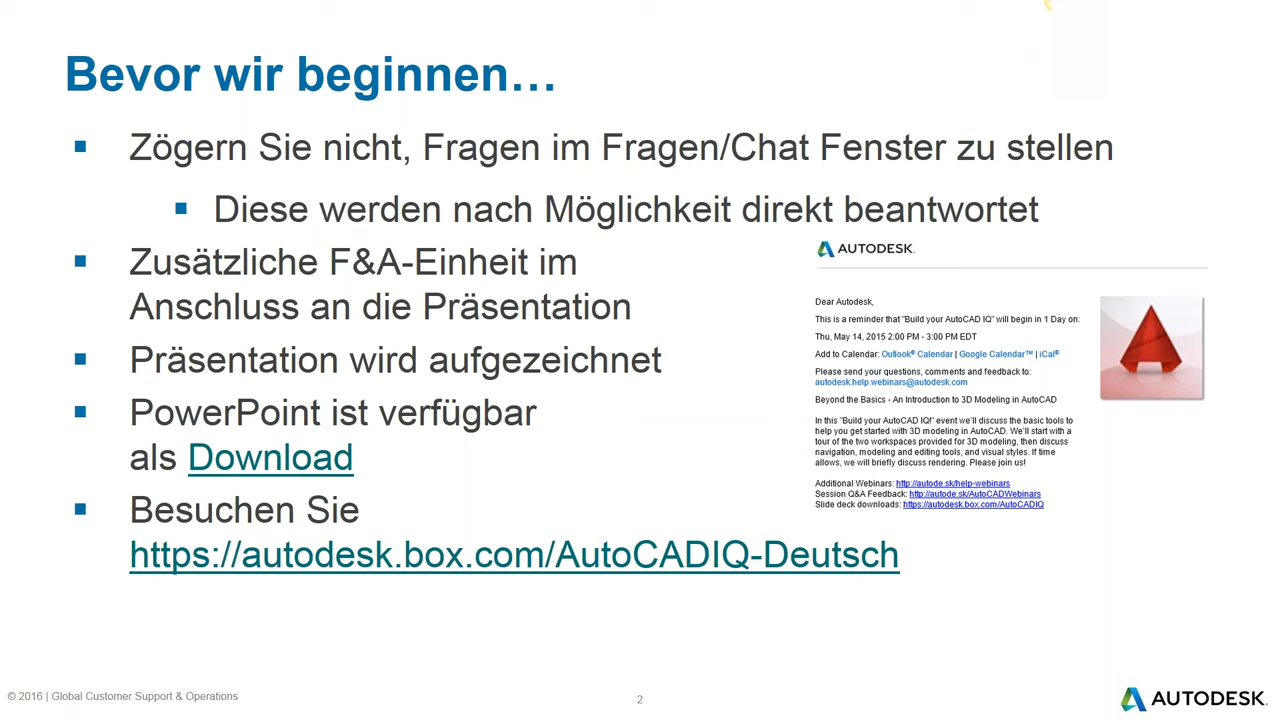 Bevor wir beginnen…
Zögern Sie nicht, Fragen im Fragen/Chat Fenster zu stellen
Diese werden nach Möglichkeit direkt beantwortet
Zusätzliche F&A-Einheit im
Anschluss an die Präsentation
Präsentation wird aufgezeichnet
PowerPoint ist verfügbar
als Download
Besuchen Sie
https://autodesk.box.com/AutoCADIQ-Deutsch
AUTODESK.
Dear Autodesk,
This is a reminder that "Build your AutoCAD IQ" will begin in 1 Day on:
Thu, May 14, 2015 2:00 PM - 3:00 PM EDT
Add to Calendar: Outlook® Calendar | Google Calendar™ | iCal®
Please send your questions, comments and feedback to:
autodesk.help.webinars@autodesk.com
Beyond the Basics - An Introduction to 3D Modeling in AutoCAD
In this "Build your AutoCAD IQ!" event we'll discuss the basic tools to
help you get started with 3D modeling in AutoCAD. We'll start with a
tour of the two workspaces provided for 3D modeling, then discuss
navigation, modeling and editing tools, and visual styles. If time
allows, we will briefly discuss rendering. Please join us!
Additional Webinars: http://autode.sk/help-webinars
Session Q&A Feedback: http://autode.sk/AutoCADWebinars
Slide deck downloads: https://autodesk.box.com/AutoCADIQ
© 2016 | Global Customer Support & Operations
2
AUTODESK.